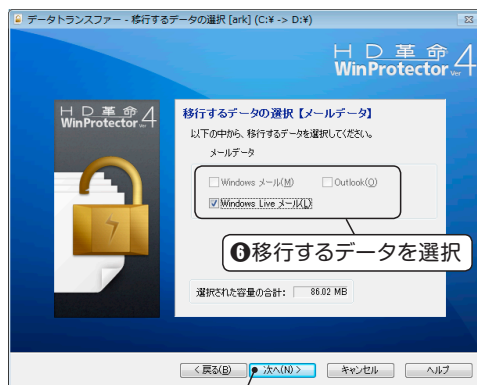 データトランスファー - 移行するデータの選択 [ark] (C:¥ -> D:¥)
HD革命
WinProtector Ver 4
HD革命
WinProtector Ver. 4
移行するデータの選択【メールデータ】
以下の中から、移行するデータを選択してください。
メールデータ
Windows メール(M)
Outlook(O)
Windows Live メール(L)
❻移行するデータを選択
選択された容量の合計： 86.02 MB
< 戻る(B)
次へ(N) >
キャンセル
ヘルプ